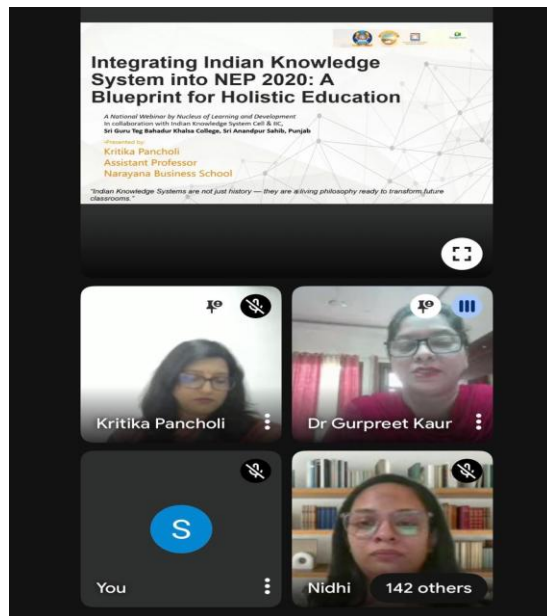 Integrating Indian Knowledge
System into NEP 2020: A
Blueprint for Holistic Education
A National Webinar by Nucleus of Learning and Development
In collaboration with Indian Knowledge System Cell & IIC,
Sri Guru Teg Bahadur Khalsa College, Sri Anandpur Sahib, Punjab
Presented by:
Kritika Pancholi
Assistant Professor
Narayana Business School
"Indian Knowledge Systems are not just history — they are a living philosophy ready to transform future
classrooms."
Kritika Pancholi
Dr Gurpreet Kaur
S
You
Nidhi
142 others